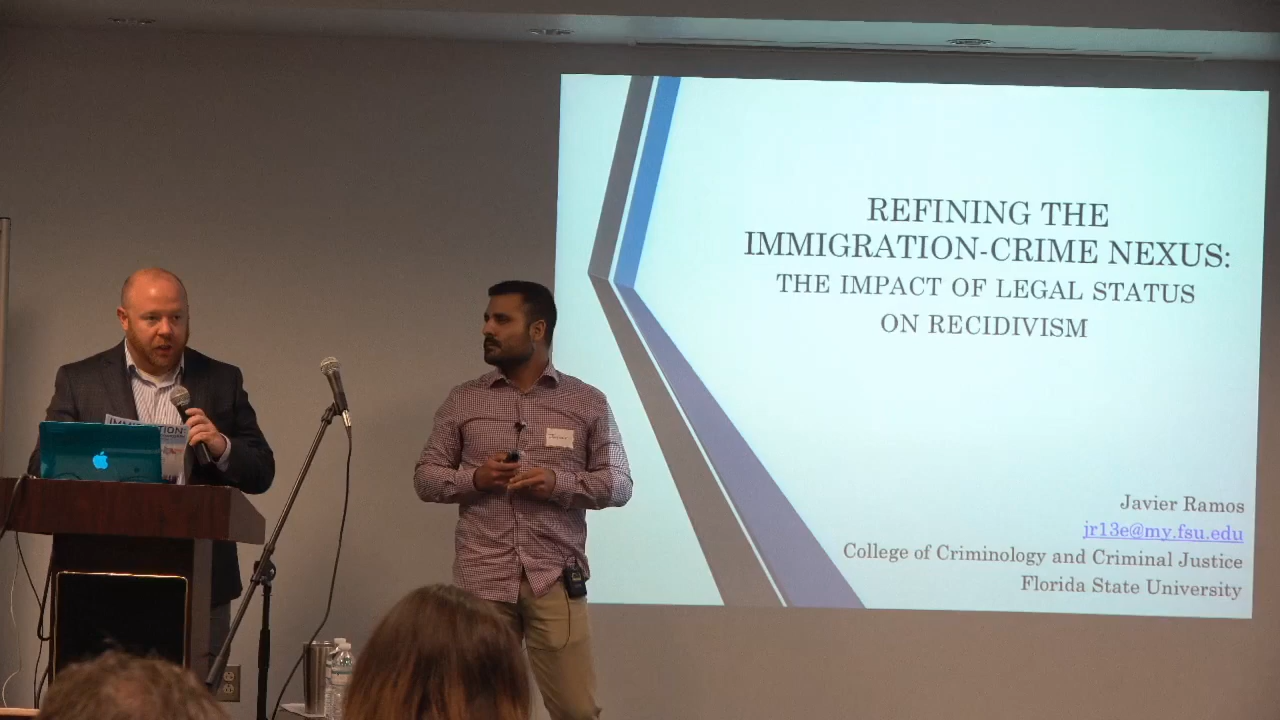 REFINING THE
IMMIGRATION-CRIME NEXUS:
THE IMPACT OF LEGAL STATUS
ON RECIDIVISM
Javier Ramos
jr13e@my.fsu.edu
College of Criminology and Criminal Justice
Florida State University